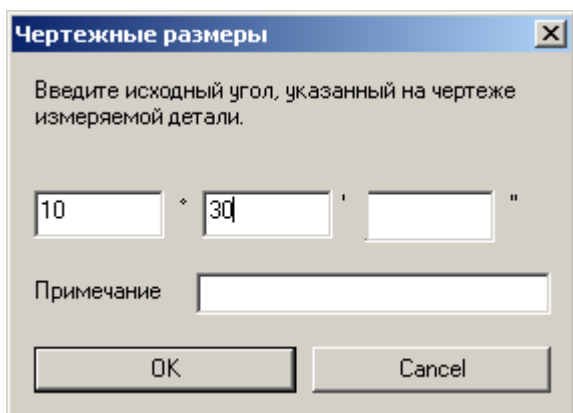 Чертежные размеры
Введите исходный угол, указанный на чертеже
измеряемой детали.
10 ° 30 ' "
Примечание
OK Cancel